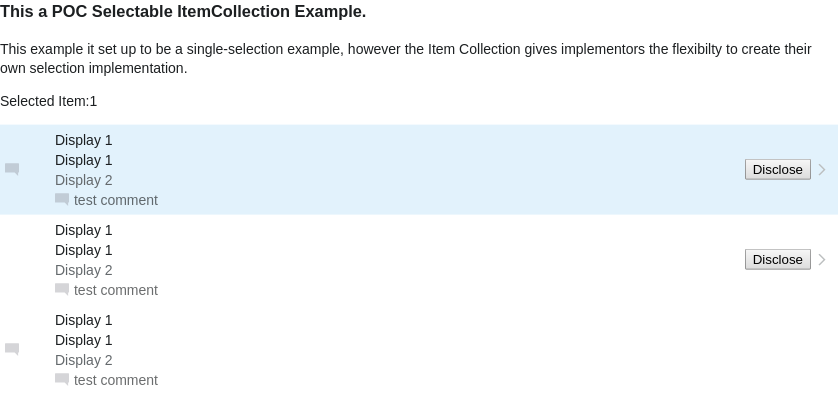 This a POC Selectable ItemCollection Example.
This example it set up to be a single-selection example, however the Item Collection gives implementors the flexibilty to create their
own selection implementation.
Selected Item:1
Display 1
Display 1
Display 2
test comment
Disclose
Display 1
Display 1
Display 2
test comment
Disclose
Display 1
Display 1
Display 2
test comment